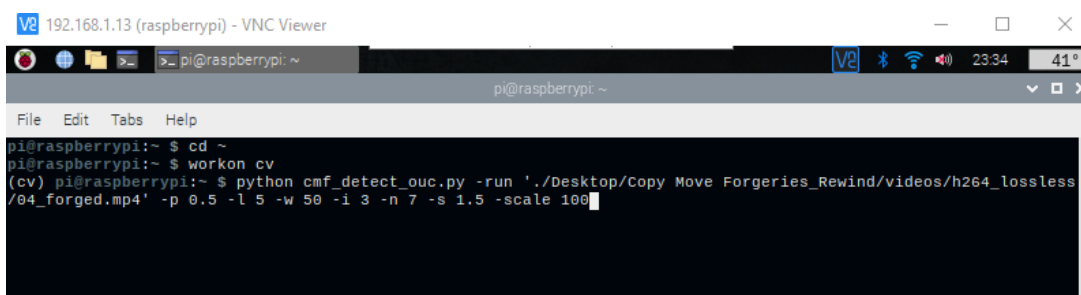 192.168.1.13 (raspberrypi) - VNC Viewer
pi@raspberrypi: ~ 23:34 41°
pi@raspberrypi: ~
File Edit Tabs Help
pi@raspberrypi:~ $ cd ~
pi@raspberrypi:~ $ workon cv
(cv) pi@raspberrypi:~ $ python cmf_detect_ouc.py -run './Desktop/Copy Move Forgeries_Rewind/videos/h264_lossless
/04_forged.mp4' -p 0.5 -l 5 -w 50 -i 3 -n 7 -s 1.5 -scale 100